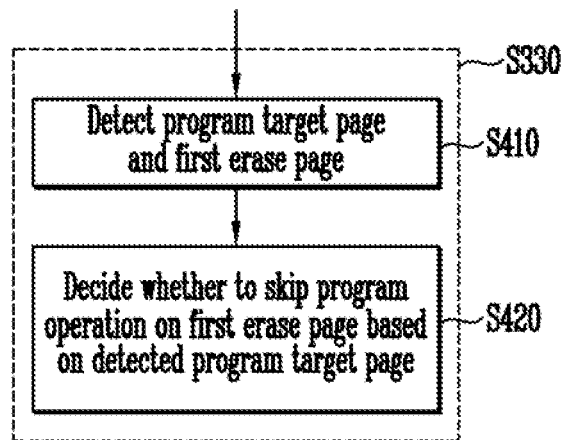 S330
Detect program target page
and first erase page
S410
Decide whether to skip program
operation on first erase page based
on detected program target page
S420